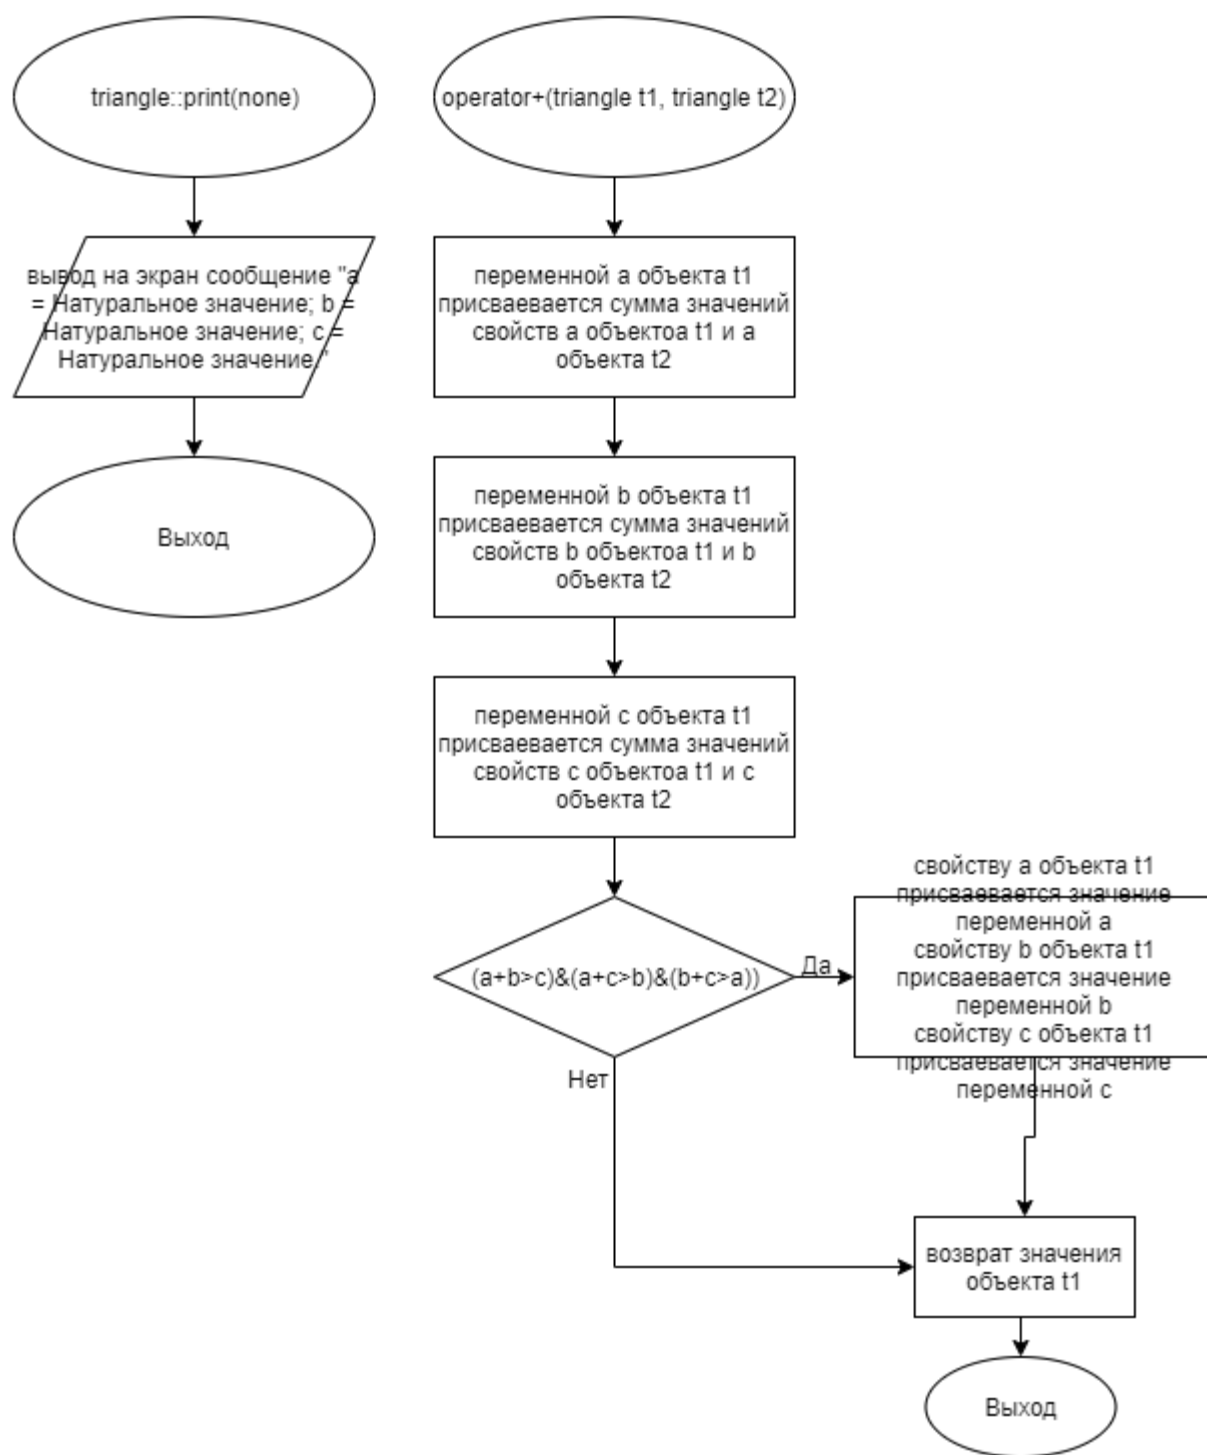 triangle::print(none)
вывод на экран сообщение "a
= Натуральное значение; b =
Натуральное значение; c =
Натуральное значение."
Выход
operator+(triangle t1, triangle t2)
переменной a объекта t1
присваевается сумма значений
свойств a объектоа t1 и a
объекта t2
переменной b объекта t1
присваевается сумма значений
свойств b объектоа t1 и b
объекта t2
переменной c объекта t1
присваевается сумма значений
свойств c объектоа t1 и c
объекта t2
(a+b>c)&(a+c>b)&(b+c>a))
Да
свойству a объекта t1
присваевается значение
переменной a
свойству b объекта t1
присваевается значение
переменной b
свойству c объекта t1
присваевается значение
переменной c
Нет
возврат значения
объекта t1
Выход